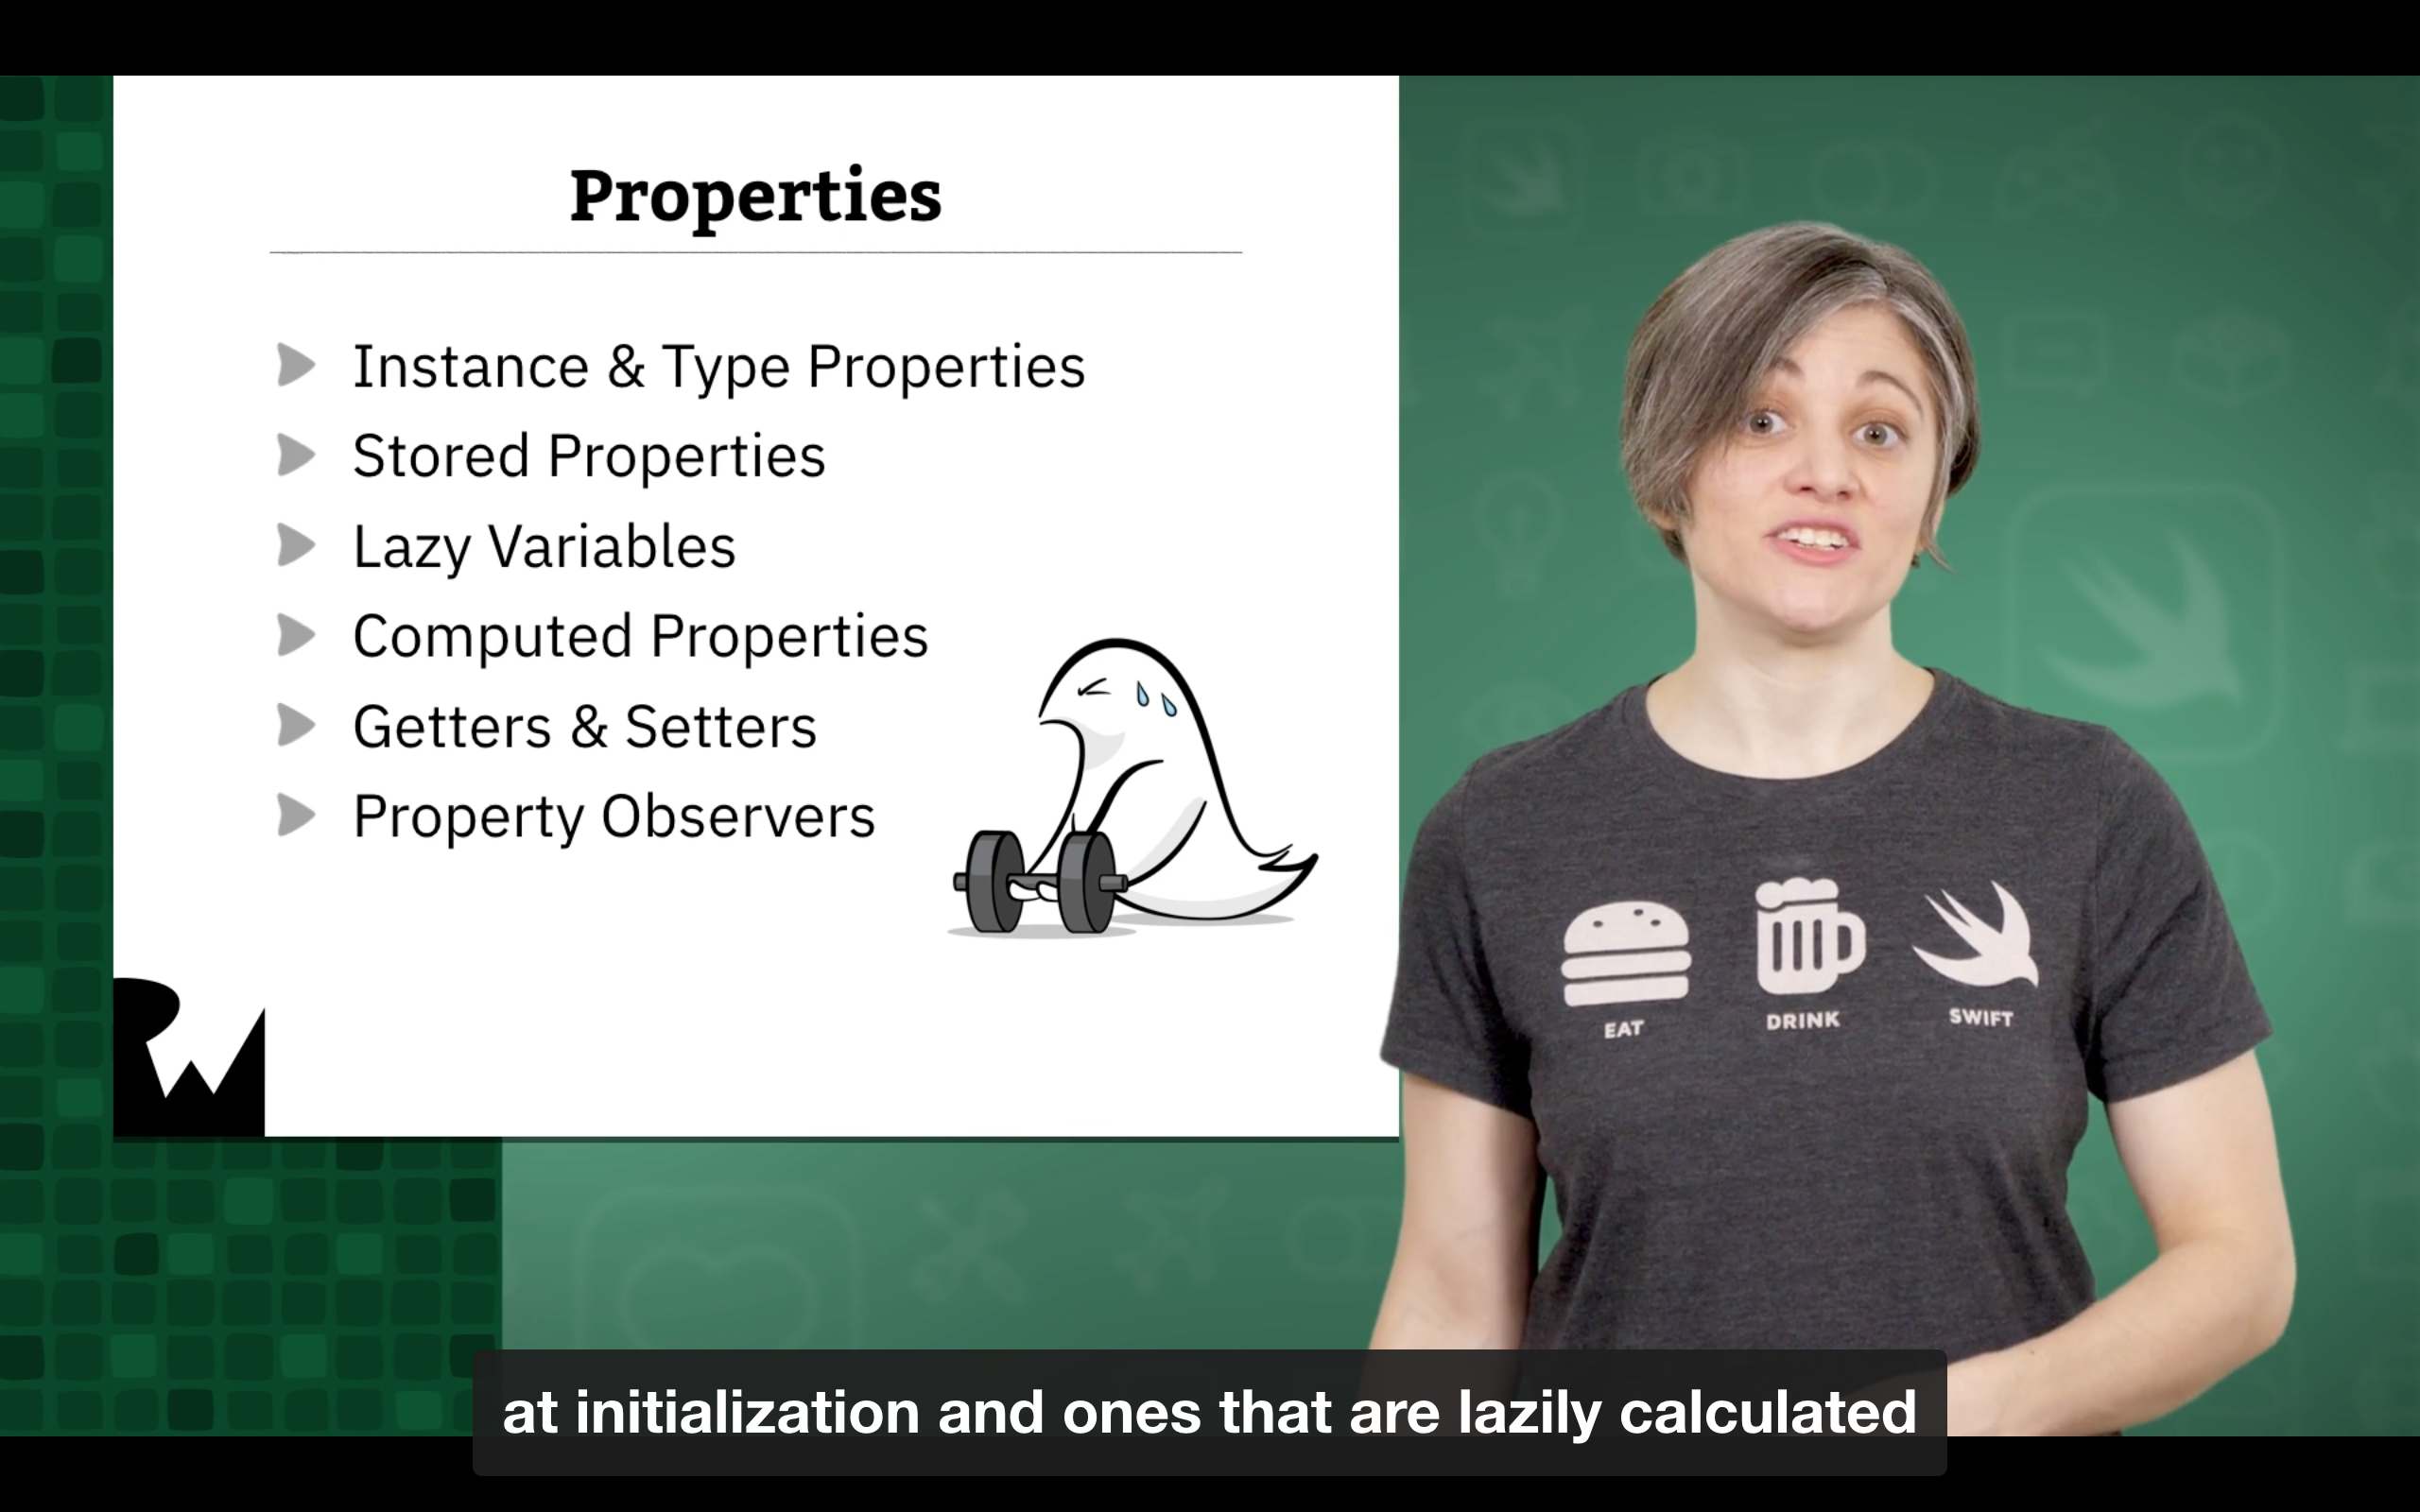 Properties
Instance & Type Properties
Stored Properties
Lazy Variables
Computed Properties
Getters & Setters
Property Observers
RW
EAT DRINK SWIFT
at initialization and ones that are lazily calculated